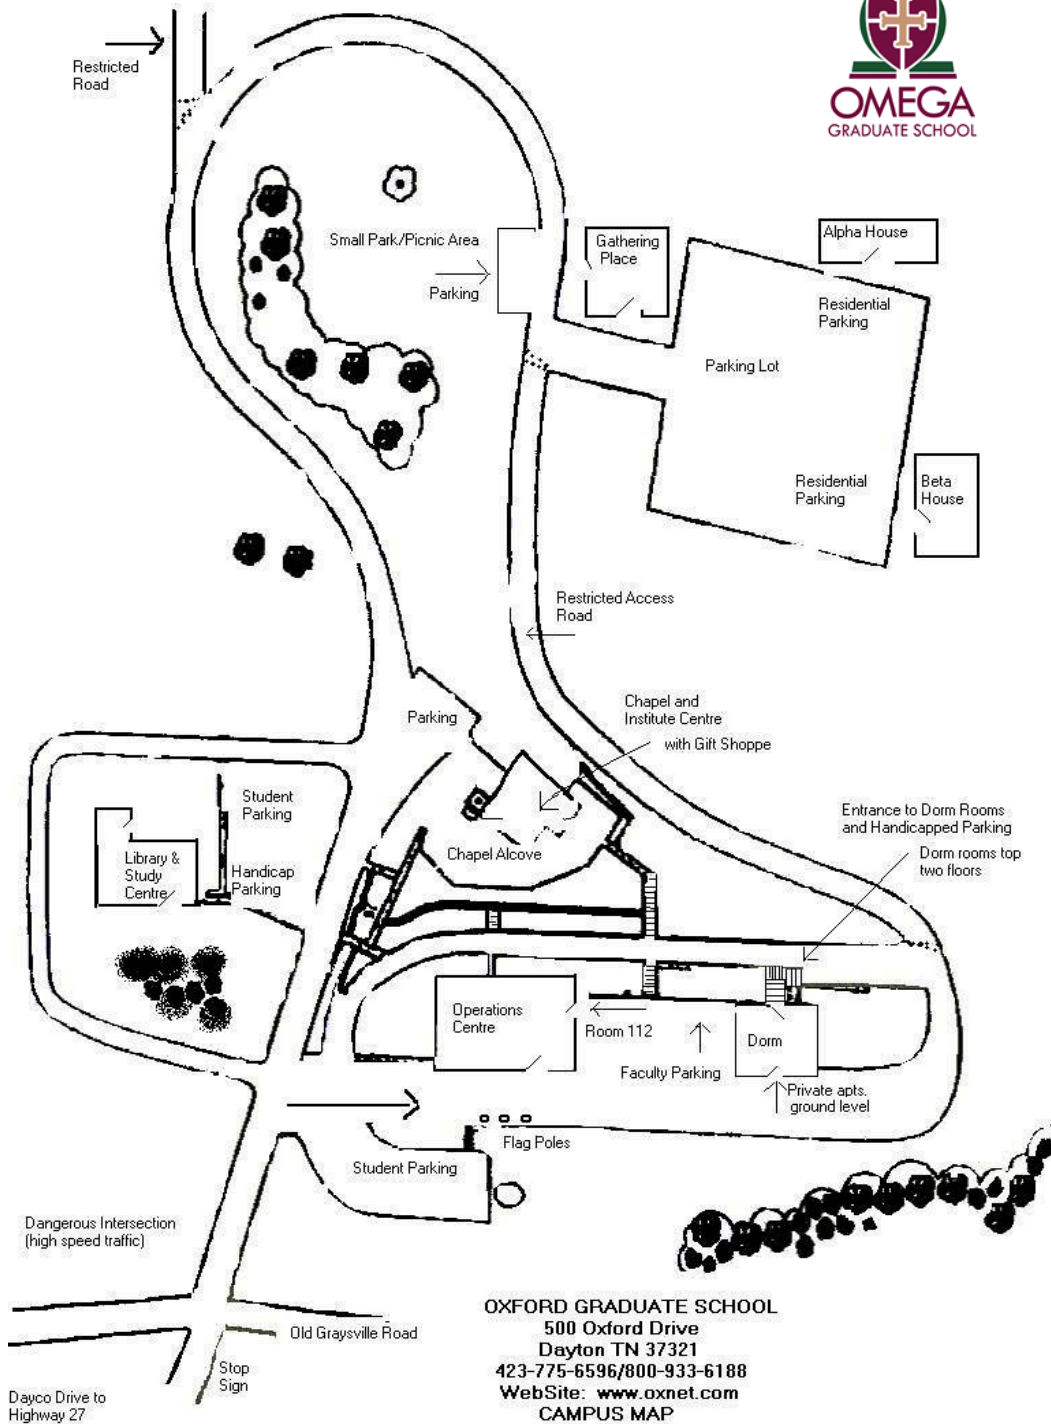 Restricted
Road
OMEGA
GRADUATE SCHOOL
Small Park/Picnic Area
Parking
Gathering
Place
Alpha House
Residential
Parking
Parking Lot
Residential
Parking
Beta
House
Restricted Access
Road
Chapel and
Institute Centre
with Gift Shoppe
Parking
Student
Parking
Entrance to Dorm Rooms
and Handicapped Parking
Dorm rooms top
two floors
Chapel Alcove
Library &
Study
Centre
Handicap
Parking
Operations
Centre
Room 112
Dorm
Faculty Parking
Private apts.
ground level
Flag Poles
Student Parking
Dangerous Intersection
(high speed traffic)
Old Graysville Road
Stop
Sign
Dayco Drive to
Highway 27
OXFORD GRADUATE SCHOOL
500 Oxford Drive
Dayton TN 37321
423-775-6596/800-933-6188
WebSite: www.oxnet.com
CAMPUS MAP